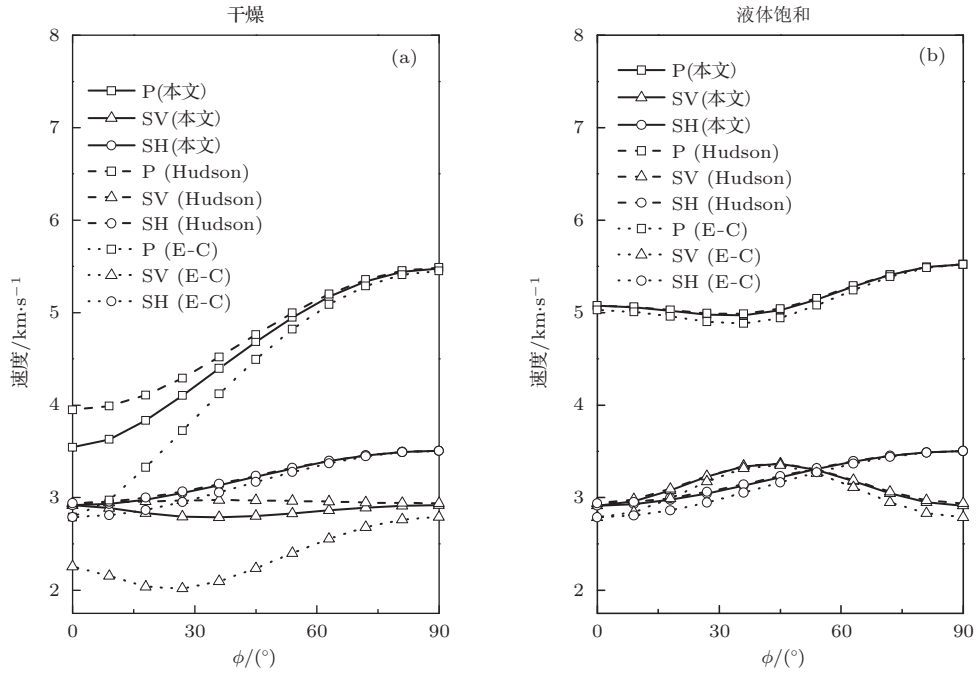 干燥
(a)
8
7
6
5
4
3
2
P(本文)
SV(本文)
SH(本文)
P (Hudson)
SV (Hudson)
SH (Hudson)
P (E-C)
SV (E-C)
SH (E-C)
速度/km·s⁻¹
0 30 60 90
ϕ/(°)
液体饱和
(b)
8
7
6
5
4
3
2
P(本文)
SV(本文)
SH(本文)
P (Hudson)
SV (Hudson)
SH (Hudson)
P (E-C)
SV (E-C)
SH (E-C)
速度/km·s⁻¹
0 30 60 90
ϕ/(°)